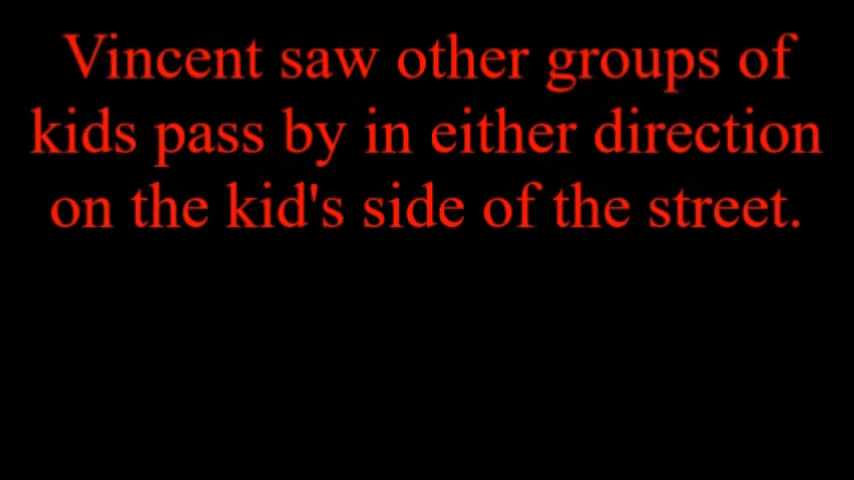 Vincent saw other groups of
kids pass by in either direction
on the kid's side of the street.